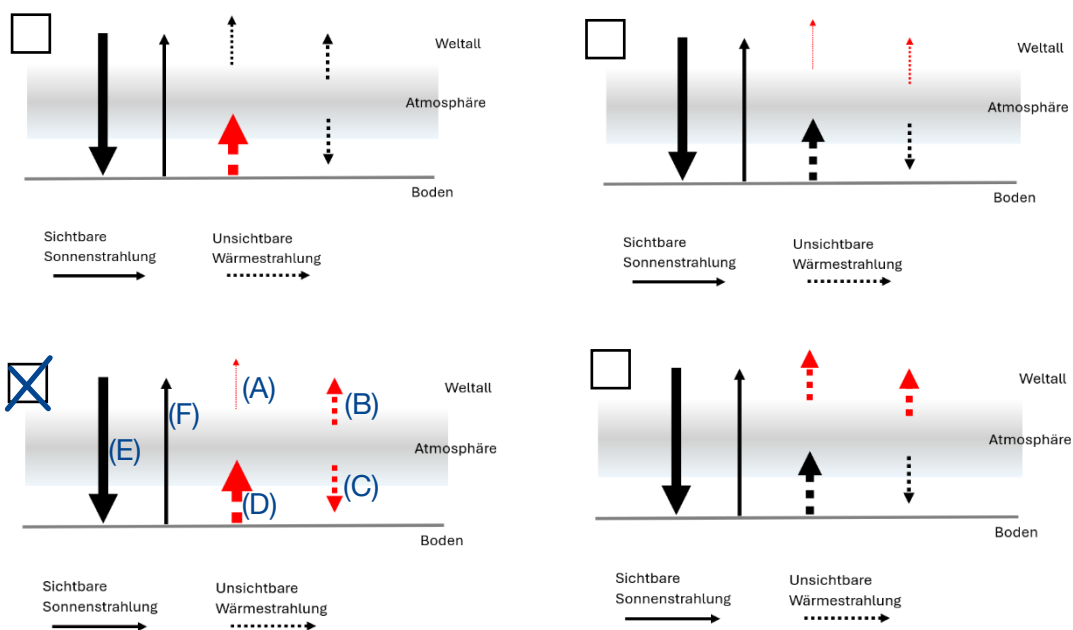 Weltall
Atmosphäre
Boden
Sichtbare
Sonnenstrahlung
Unsichtbare
Wärmestrahlung
Weltall
Atmosphäre
Boden
Sichtbare
Sonnenstrahlung
Unsichtbare
Wärmestrahlung
(A)
(B)
(C)
(D)
(E)
(F)
Weltall
Atmosphäre
Boden
Sichtbare
Sonnenstrahlung
Unsichtbare
Wärmestrahlung
Weltall
Atmosphäre
Boden
Sichtbare
Sonnenstrahlung
Unsichtbare
Wärmestrahlung